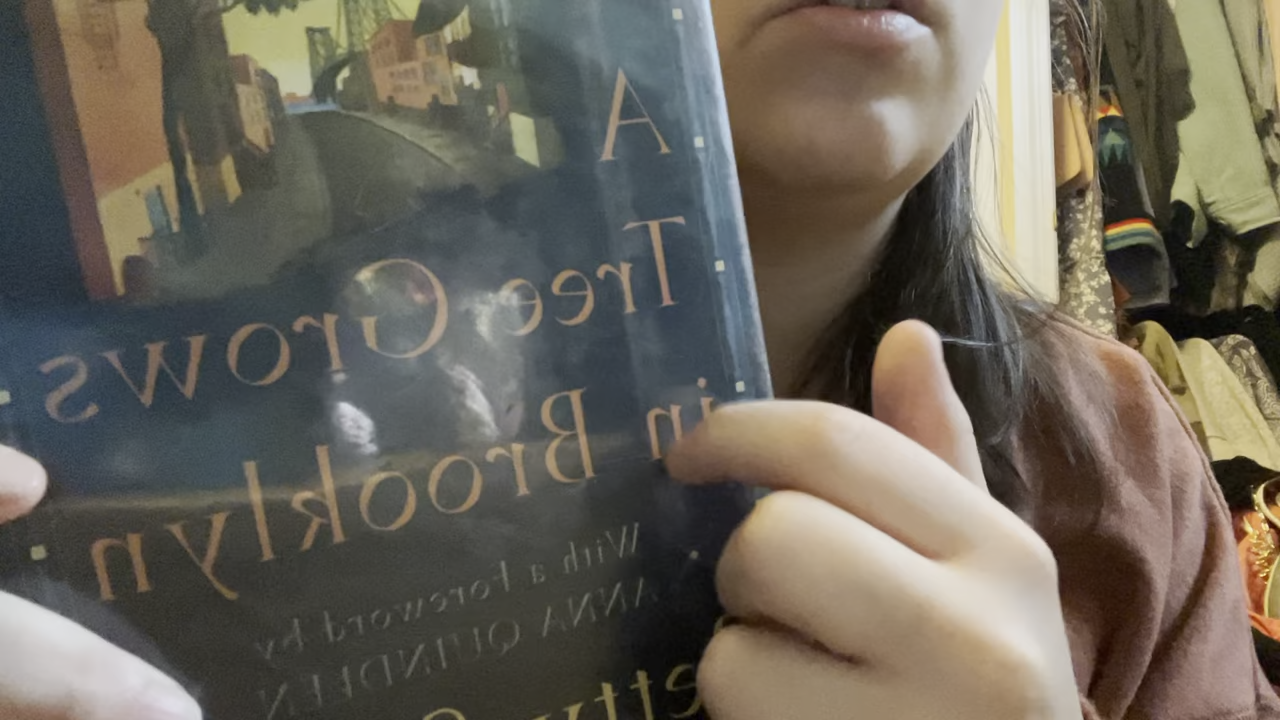 A
Tree Grows
in Brooklyn
With a Foreword by
ANNA QUINDLEN